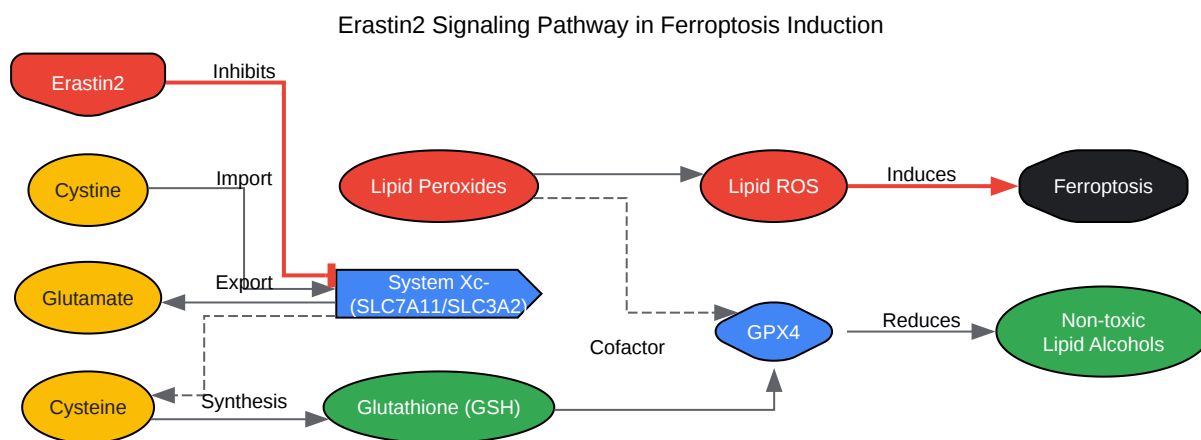 Erastin2 Signaling Pathway in Ferroptosis Induction
Erastin2
Inhibits
Cystine
Import
Lipid Peroxides
Lipid ROS
Induces
Ferroptosis
Glutamate
Export
System Xc-
(SLC7A11/SLC3A2)
GPX4
Reduces
Non-toxic
Lipid Alcohols
Cofactor
Cysteine
Synthesis
Glutathione (GSH)